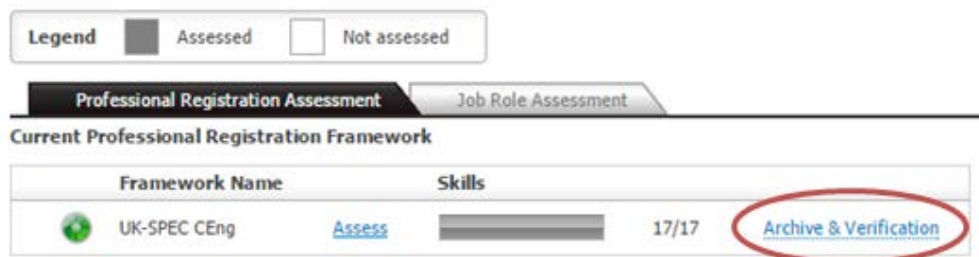 Legend Assessed Not assessed
Professional Registration Assessment Job Role Assessment
Current Professional Registration Framework
Framework Name Skills
UK-SPEC CEng Assess 17/17 Archive & Verification